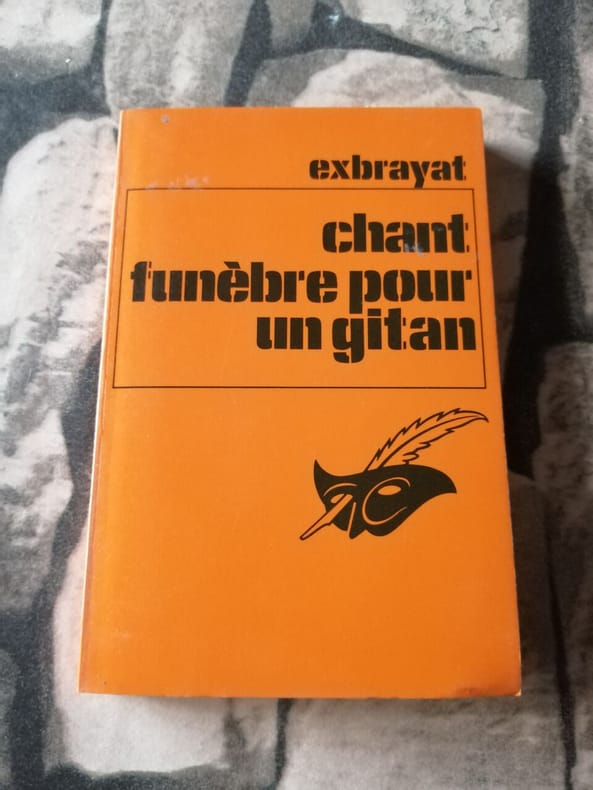 exbrayat
chant
funèbre pour
un gitan